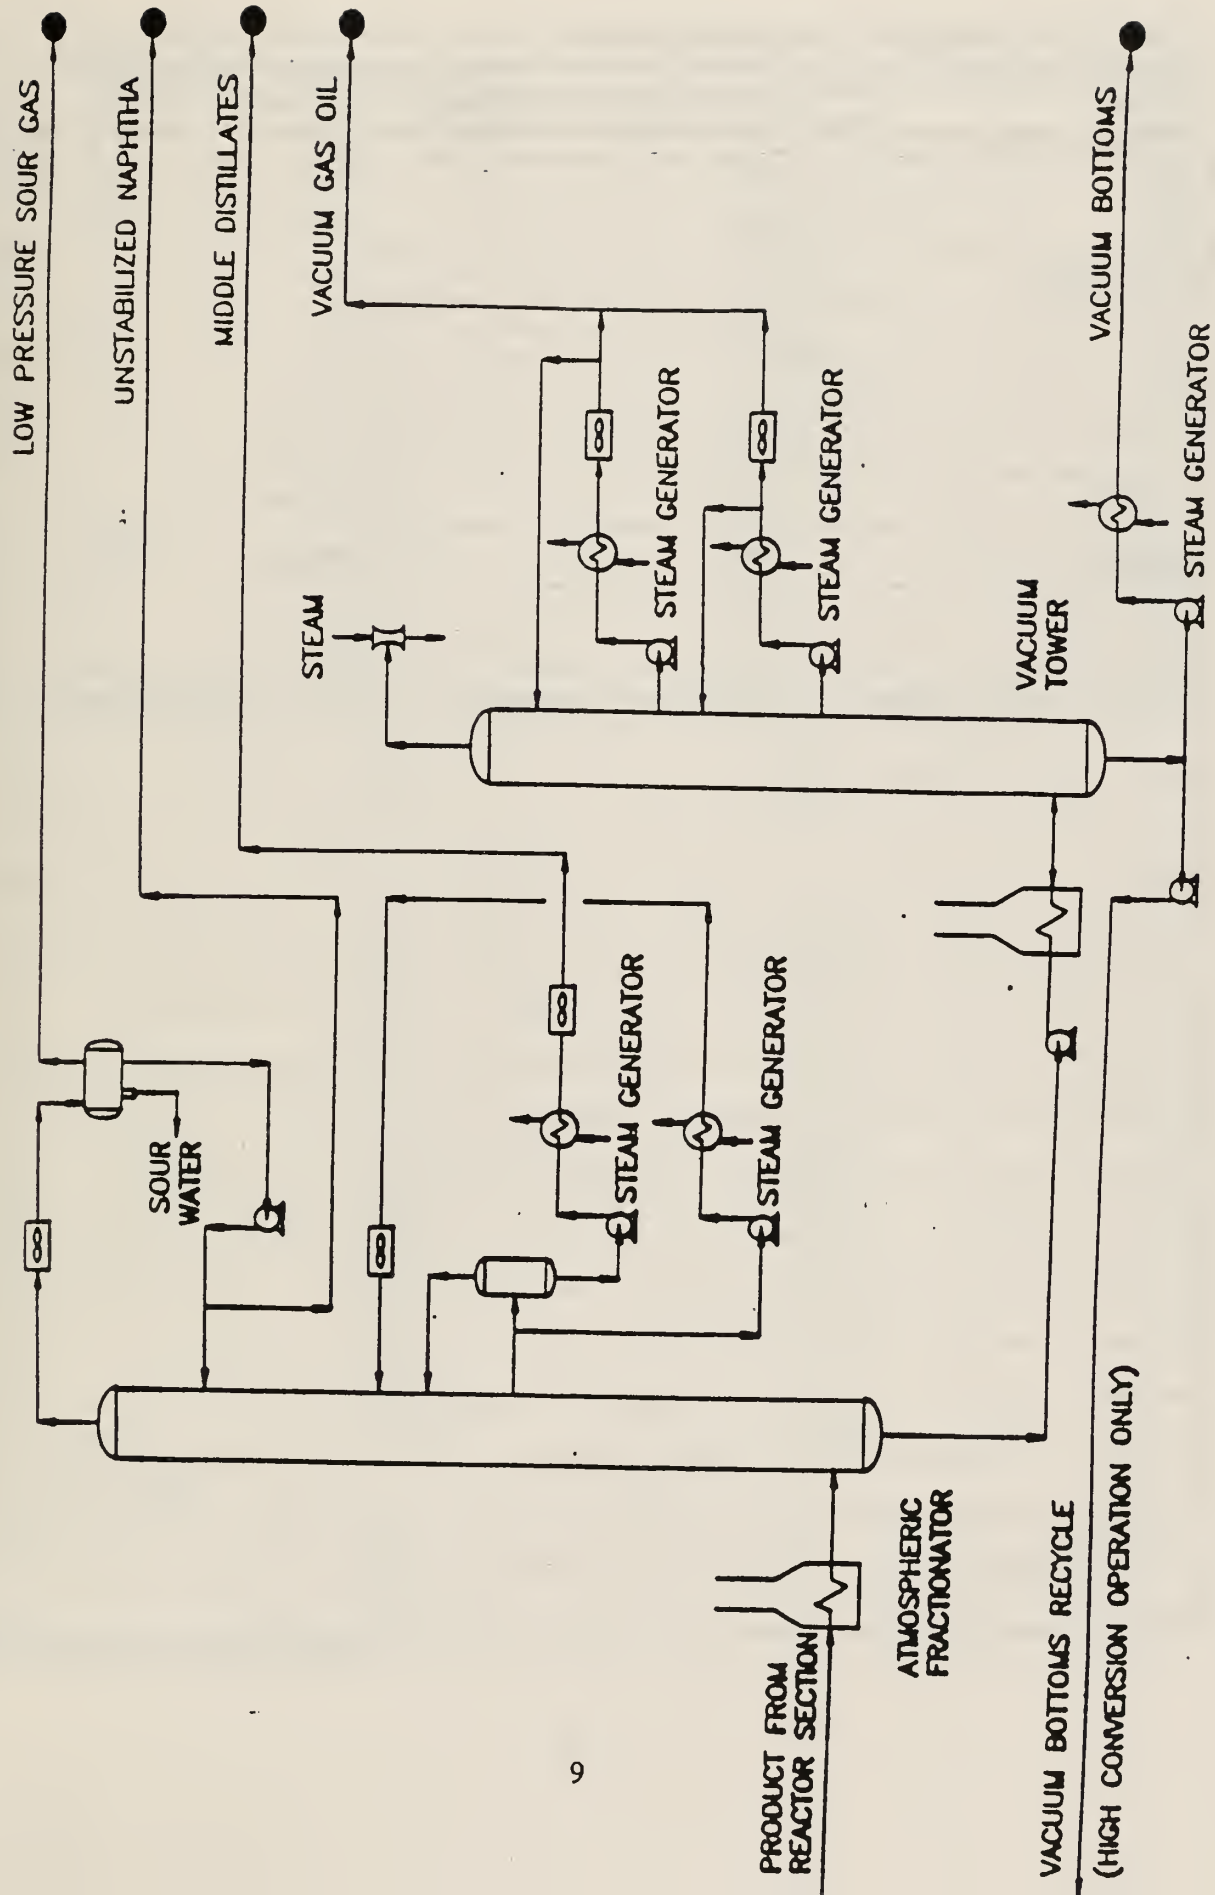 LOW PRESSURE SOUR GAS
UNSTABILIZED NAPHTHA
MIDDLE DISTILLATES
VACUUM GAS OIL
VACUUM BOTTOMS
STEAM
STEAM GENERATOR
STEAM GENERATOR
STEAM GENERATOR
VACUUM
TOWER
SOUR
WATER
STEAM GENERATOR
STEAM GENERATOR
ATMOSPHERIC
FRACTIONATOR
PRODUCT FROM
REACTOR SECTION
VACUUM BOTTOMS RECYCLE
(HIGH CONVERSION OPERATION ONLY)
9